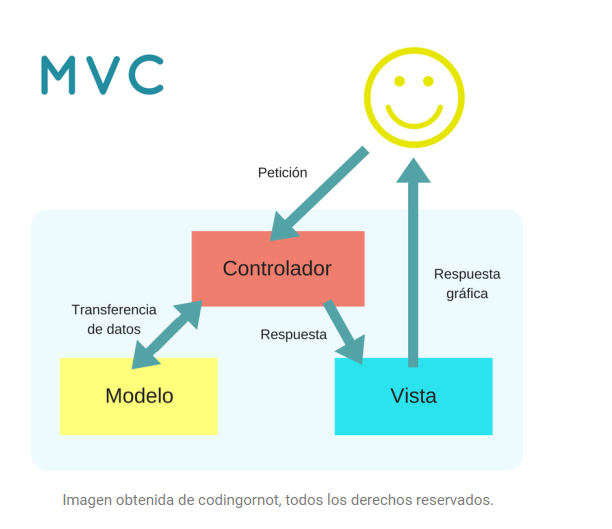 MVC
Petición
Controlador
Respuesta
gráfica
Transferencia
de datos
Respuesta
Modelo
Vista
Imagen obtenida de codingornot, todos los derechos reservados.